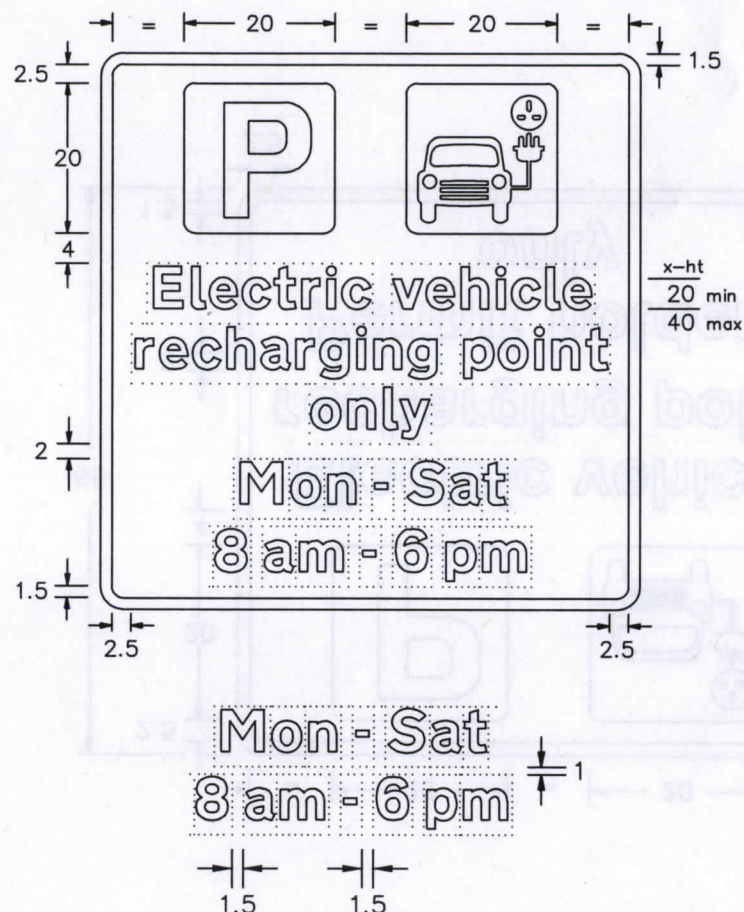 = 20 = 20 =
2.5
1.5
P
20
4
x-ht
20 min
40 max
Electric vehicle
recharging point
only
2
Mon - Sat
8 am - 6 pm
1.5
2.5 2.5
Mon - Sat
1
8 am - 6 pm
1.5 1.5